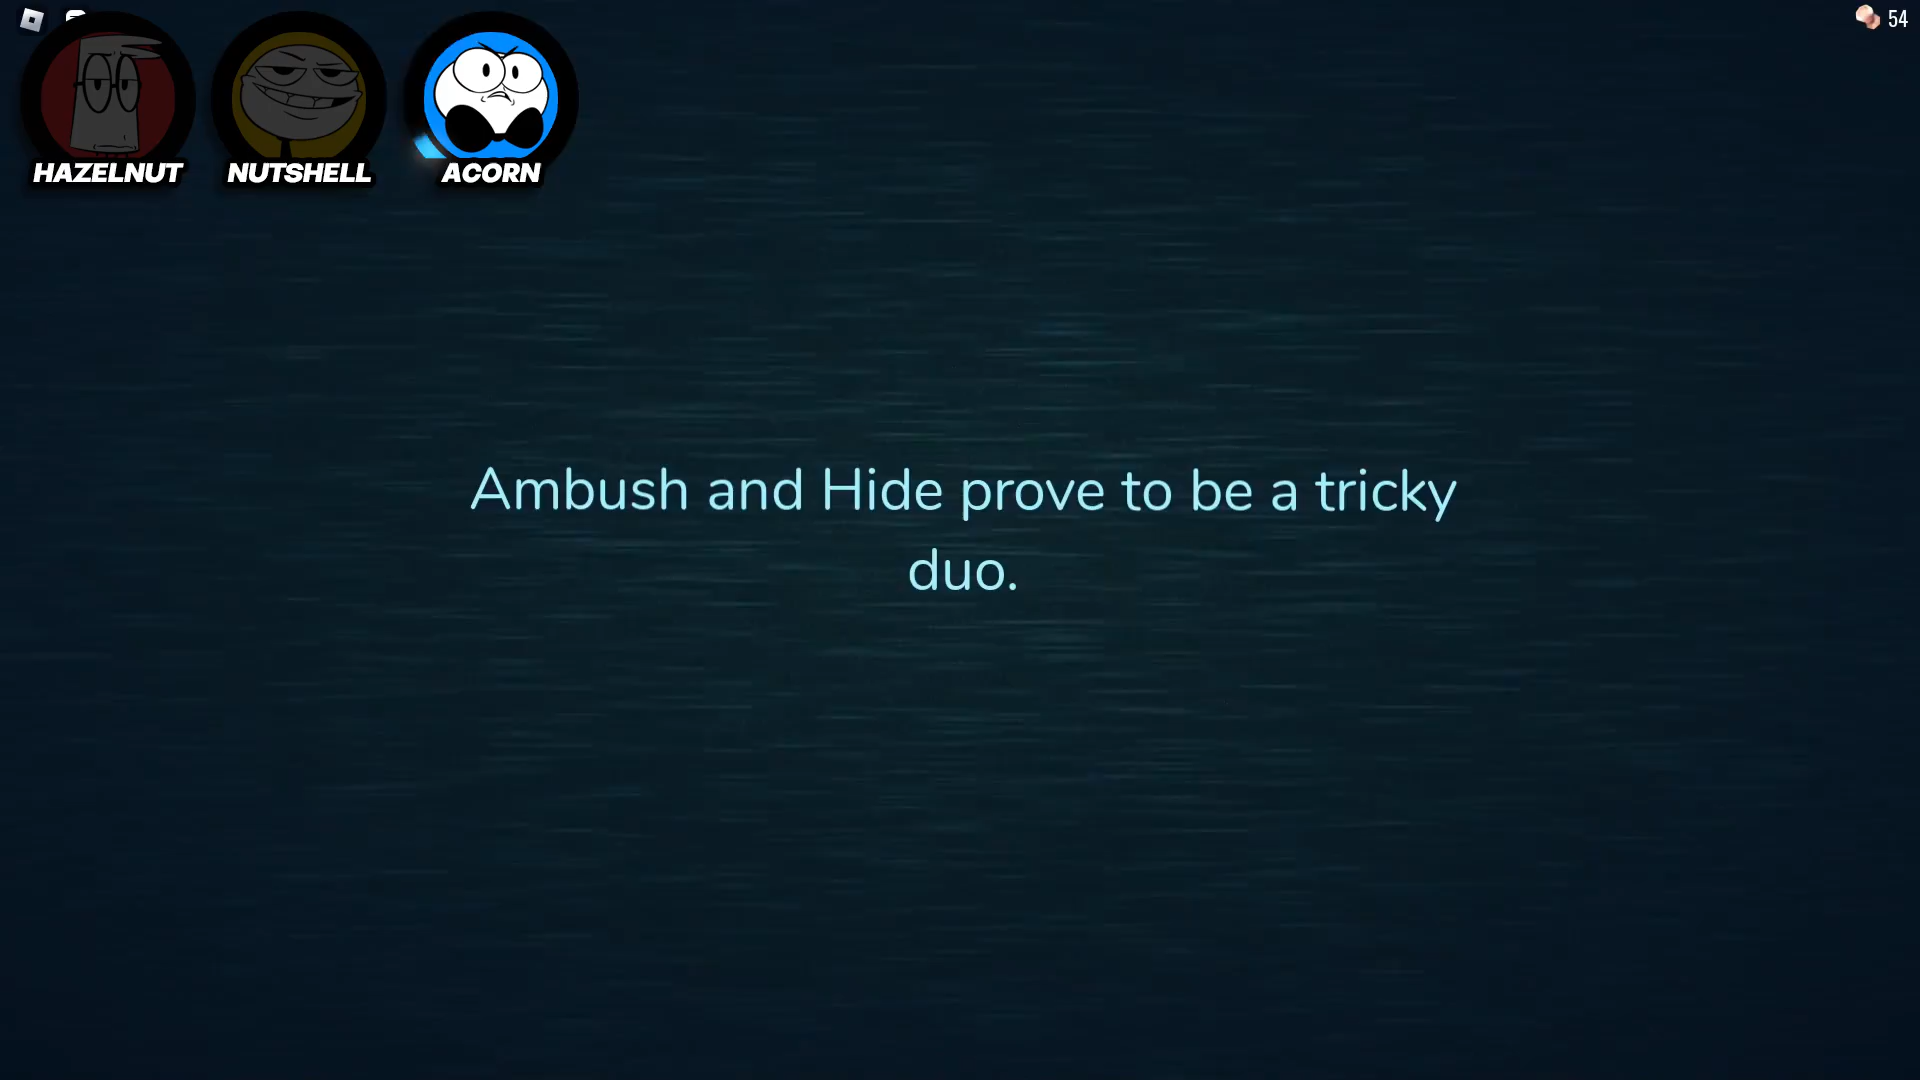 54
HAZELNUT
NUTSHELL
ACORN
Ambush and Hide prove to be a tricky
duo.